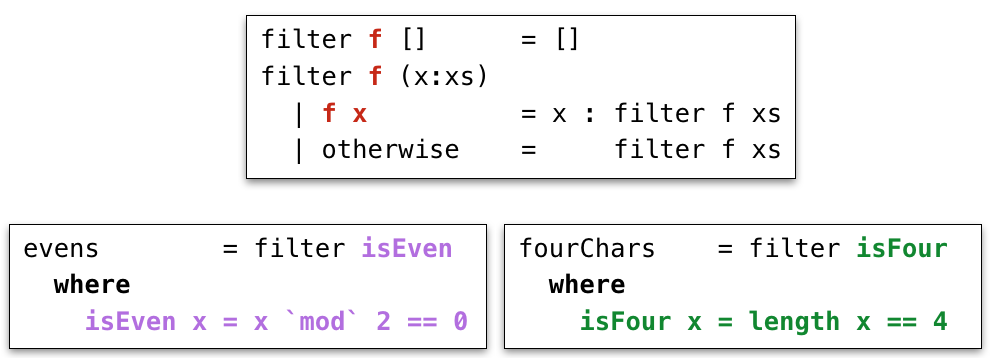 filter f []      = []
filter f (x:xs)
  | f x          = x : filter f xs
  | otherwise    =     filter f xs
evens        = filter isEven
  where
    isEven x = x `mod` 2 == 0
fourChars    = filter isFour
  where
    isFour x = length x == 4